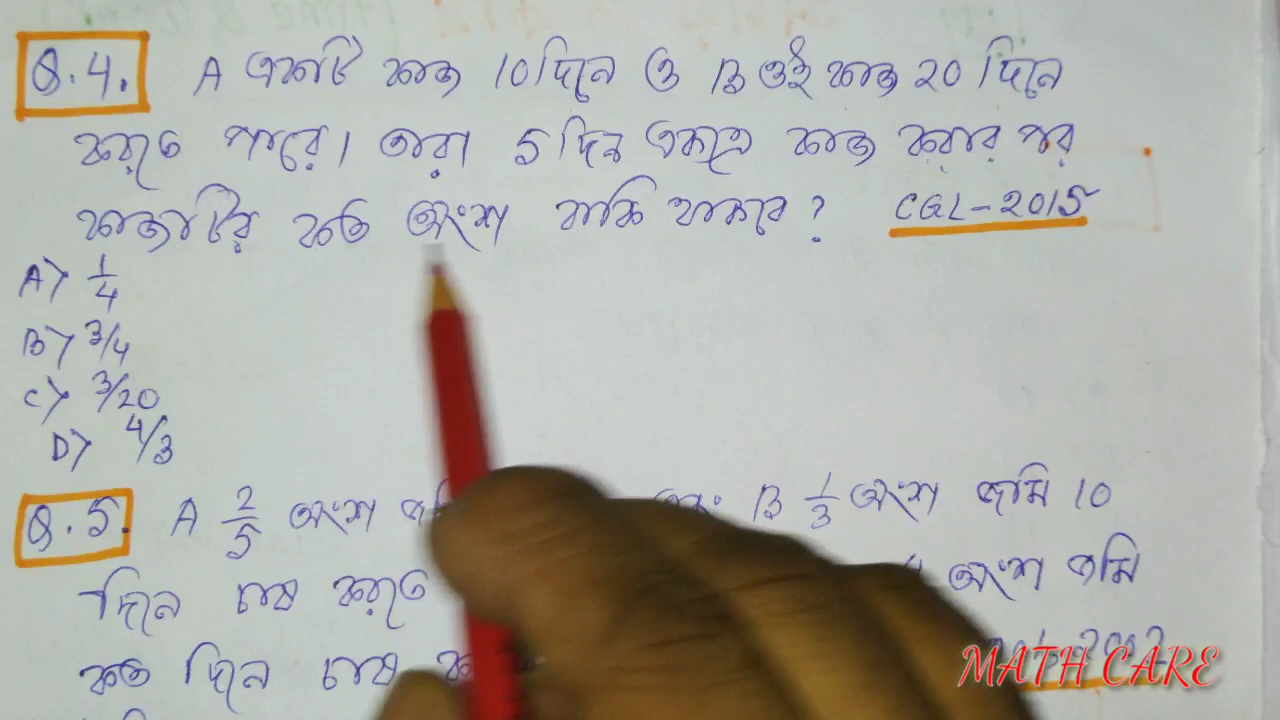 Q.4. A একটি কাজ 10 দিনে ও B ওই কাজ 20 দিনে
করতে পারে। তারা 5 দিন একত্রে কাজ করার পর
কাজটির কত অংশ বাকি থাকবে? CGL-2015
A> 1/4
B> 3/4
C> 3/20
D> 4/3
Q.5. A 2/5 অংশ B 1/3 অংশ জমি 10
দিনে চাষ করতে অংশ জমি
কত দিনে চাষ
MATH CARE